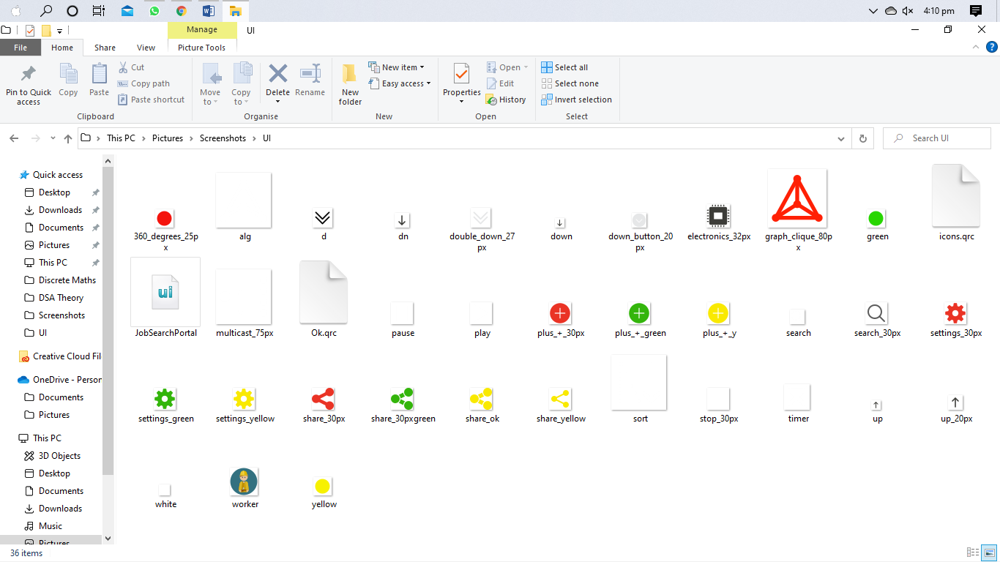 4:10 pm
Manage
UI
File
Home
Share
View
Picture Tools
Pin to Quick access
Copy
Paste
Cut
Copy path
Paste shortcut
Clipboard
Move to
Copy to
Delete
Rename
Organise
New folder
New item
Easy access
New
Properties
Open
Edit
History
Open
Select all
Select none
Invert selection
Select
This PC > Pictures > Screenshots > UI
Search UI
Quick access
Desktop
Downloads
Documents
Pictures
This PC
Discrete Maths
DSA Theory
Screenshots
UI
Creative Cloud Fil
OneDrive - Person
Documents
Pictures
This PC
3D Objects
Desktop
Documents
Downloads
Music
Pictures
360_degrees_25px
alg
d
dn
double_down_27px
down
down_button_20px
electronics_32px
graph_clique_80px
green
icons.qrc
ui
JobSearchPortal
multicast_75px
Ok.qrc
pause
play
plus_+_30px
plus_+_green
plus_+_y
search
search_30px
settings_30px
settings_green
settings_yellow
share_30px
share_30pxgreen
share_ok
share_yellow
sort
stop_30px
timer
up
up_20px
white
worker
yellow
36 items